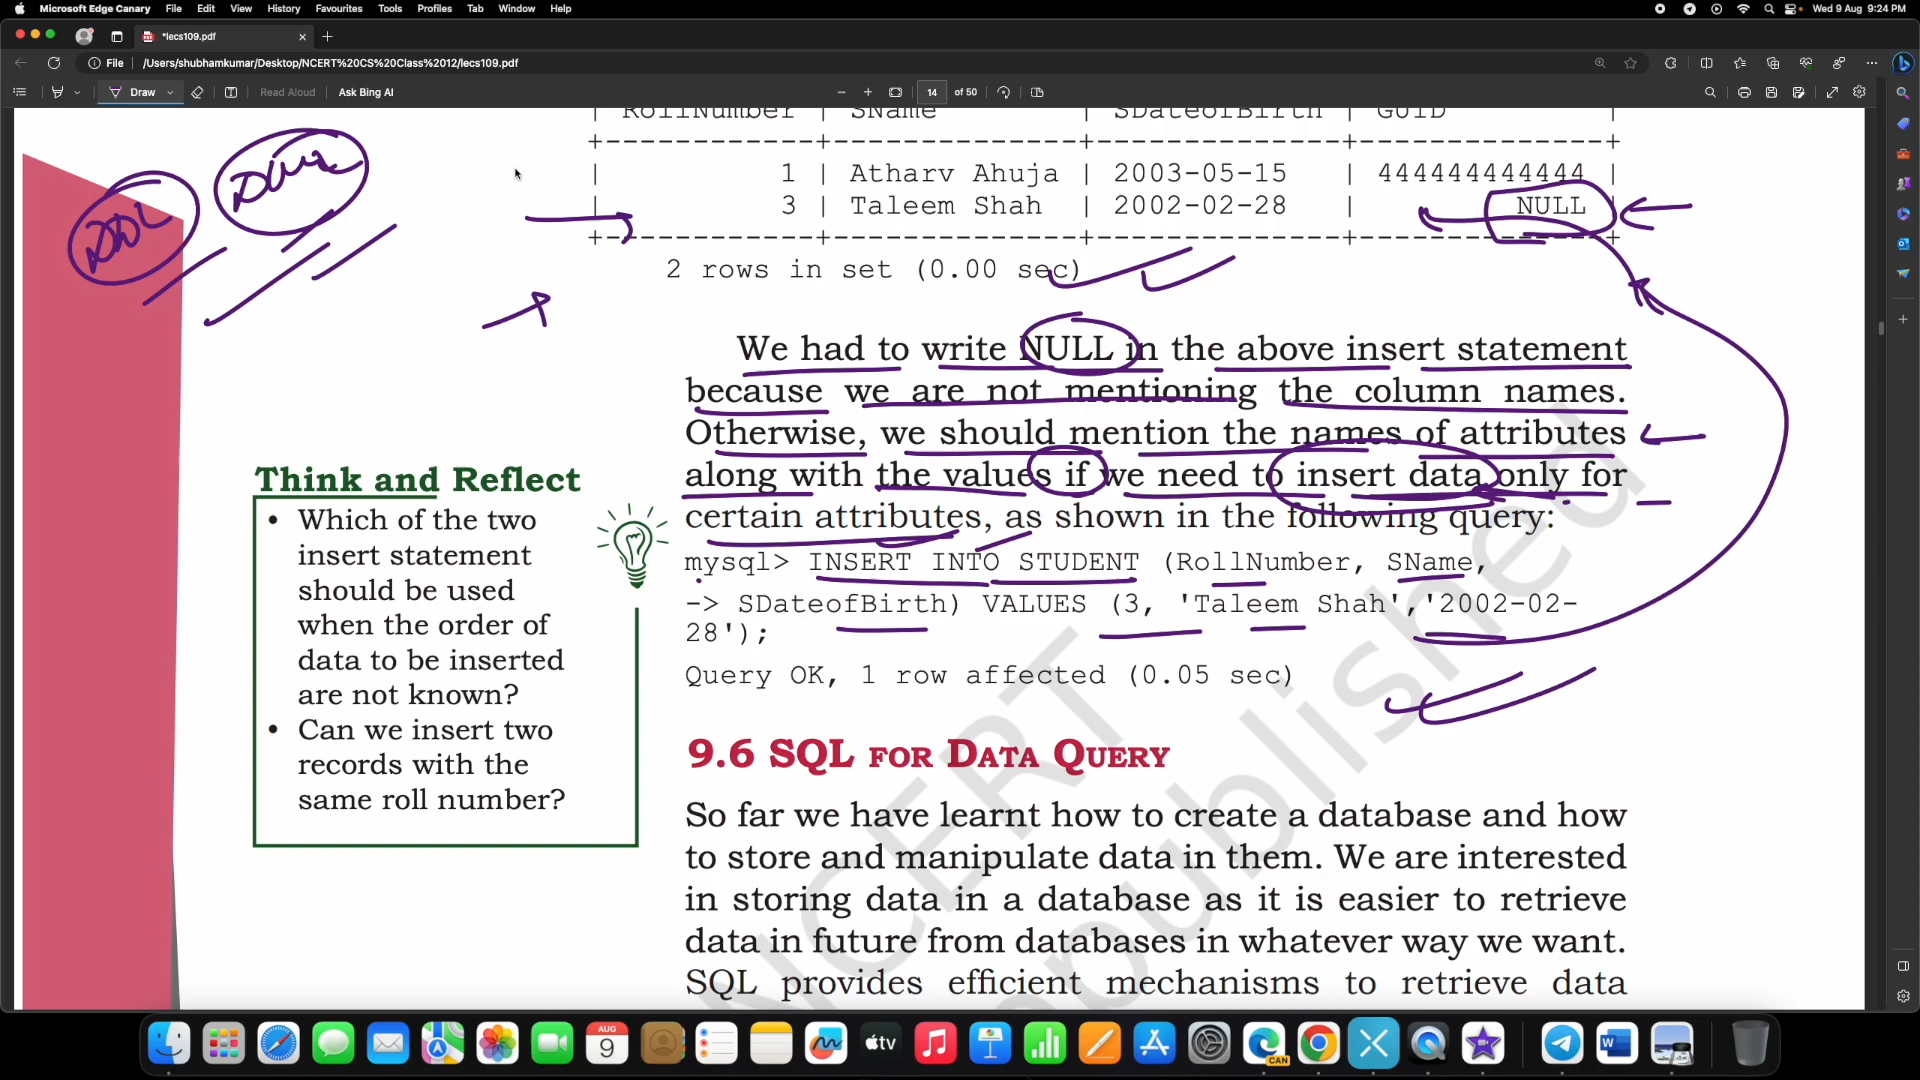 Microsoft Edge Canary File Edit View History Favourites Tools Profiles Tab Window Help Wed 9 Aug 9:24 PM
*lecs109.pdf
File /Users/shubhamkumar/Desktop/NCERT%20CS%20Class%2012/lecs109.pdf
Draw Read Aloud Ask Bing AI 14 of 50
| RollNumber | SName | SDateofBirth | GUID |
+------------+--------------+--------------+--------------+
| 1 | Atharv Ahuja | 2003-05-15 | 444444444444 |
| 3 | Taleem Shah | 2002-02-28 | NULL |
+------------+--------------+--------------+--------------+
2 rows in set (0.00 sec)
DDL
DML
We had to write NULL in the above insert statement
because we are not mentioning the column names.
Otherwise, we should mention the names of attributes
along with the values if we need to insert data only for
certain attributes, as shown in the following query:
mysql> INSERT INTO STUDENT (RollNumber, SName,
-> SDateofBirth) VALUES (3, 'Taleem Shah','2002-02-
28');
Query OK, 1 row affected (0.05 sec)
Think and Reflect
• Which of the two
insert statement
should be used
when the order of
data to be inserted
are not known?
• Can we insert two
records with the
same roll number?
9.6 SQL for Data Query
So far we have learnt how to create a database and how
to store and manipulate data in them. We are interested
in storing data in a database as it is easier to retrieve
data in future from databases in whatever way we want.
SQL provides efficient mechanisms to retrieve data
NCERT
published
AUG
9
tv
CAN
W